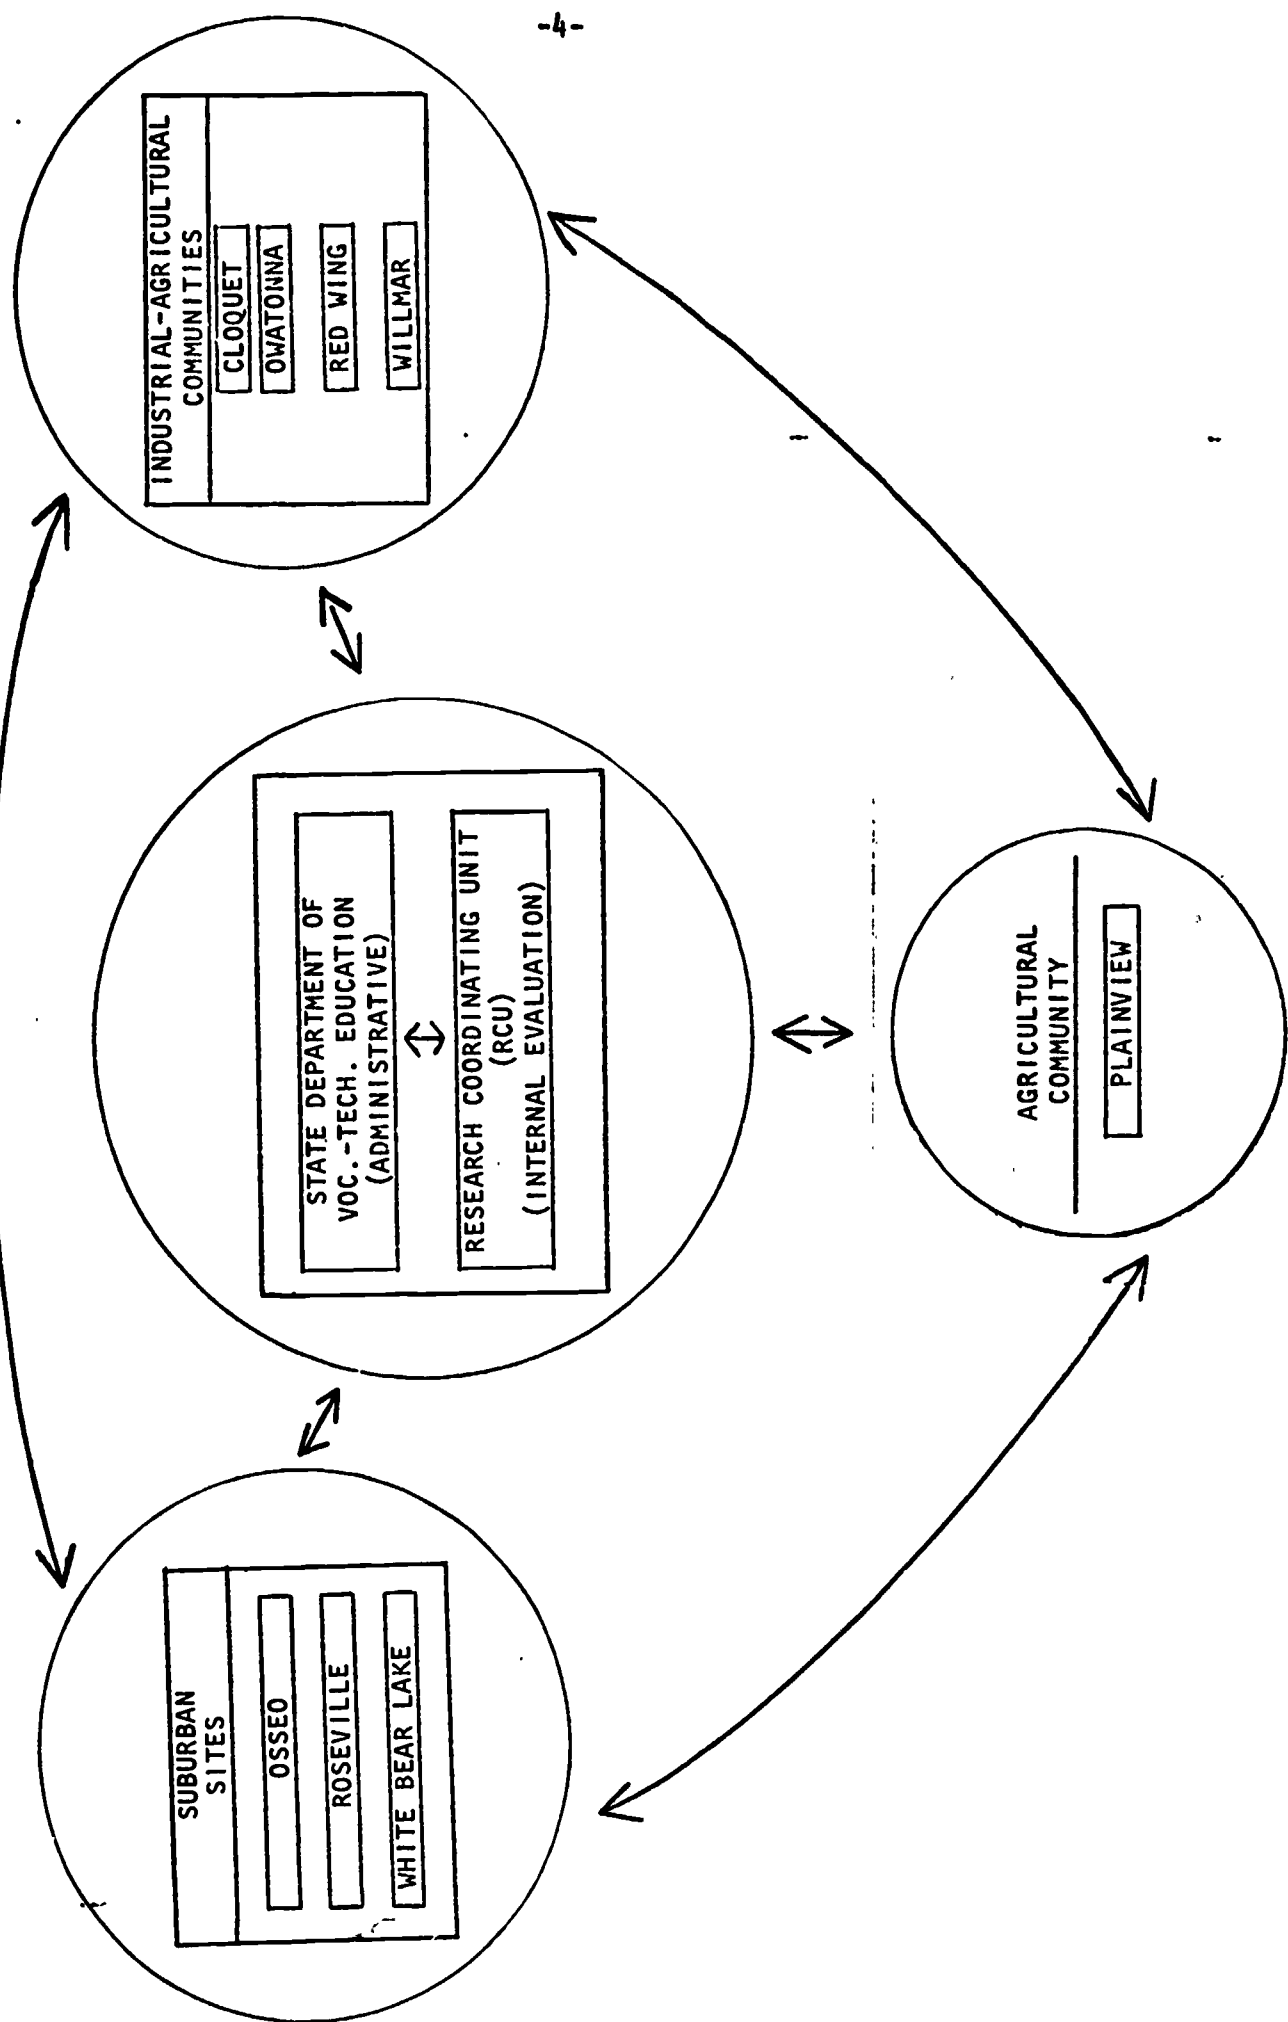 -4-
SUBURBAN
SITES
OSSEO
ROSEVILLE
WHITE BEAR LAKE
STATE DEPARTMENT OF
VOC.-TECH. EDUCATION
(ADMINISTRATIVE)
RESEARCH COORDINATING UNIT
(RCU)
(INTERNAL EVALUATION)
INDUSTRIAL-AGRICULTURAL
COMMUNITIES
CLOQUET
OWATONNA
RED WING
WILLMAR
AGRICULTURAL
COMMUNITY
PLAINVIEW